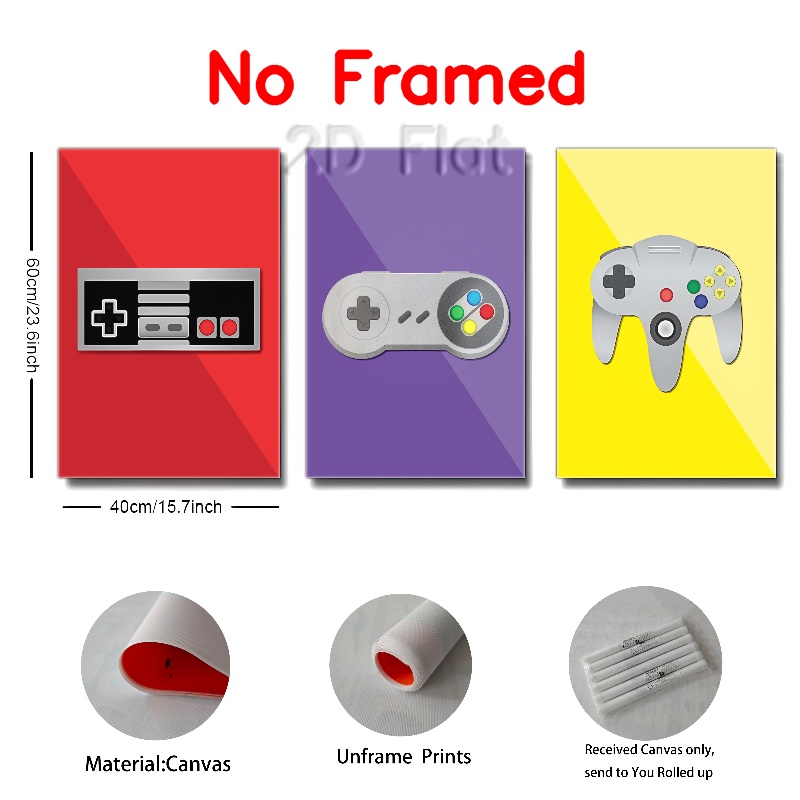 No Framed
2D Flat
60cm/23.6inch
40cm/15.7inch
Material:Canvas
Unframe Prints
Received Canvas only,
send to You Rolled up